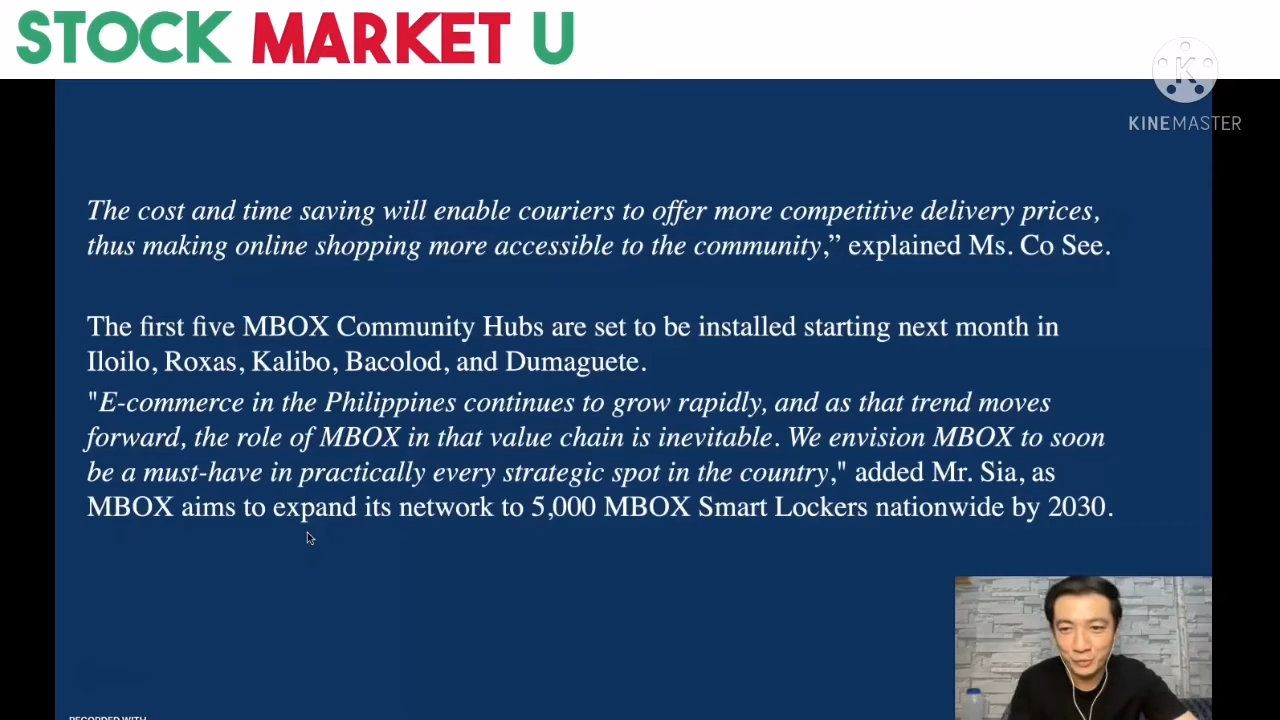 STOCK MARKET U
K
KINEMASTER
The cost and time saving will enable couriers to offer more competitive delivery prices,
thus making online shopping more accessible to the community,” explained Ms. Co See.
The first five MBOX Community Hubs are set to be installed starting next month in
Iloilo, Roxas, Kalibo, Bacolod, and Dumaguete.
"E-commerce in the Philippines continues to grow rapidly, and as that trend moves
forward, the role of MBOX in that value chain is inevitable. We envision MBOX to soon
be a must-have in practically every strategic spot in the country," added Mr. Sia, as
MBOX aims to expand its network to 5,000 MBOX Smart Lockers nationwide by 2030.
RECORDED WITH